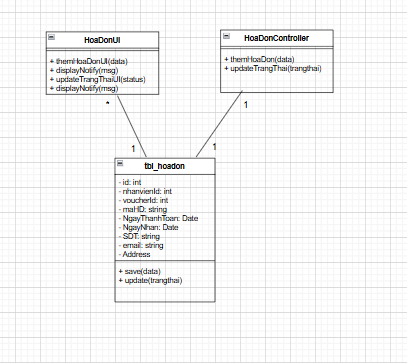 HoaDonUI
+ themHoaDonUI(data)
+ displayNotify(msg)
+ updateTrangThaiUI(status)
+ displayNotify(msg)
HoaDonController
+ themHoaDon(data)
+ updateTrangThai(trangthai)
*
1
1
1
tbl_hoadon
- id: int
- nhanvienId: int
- voucherId: int
- maHD: string
- NgayThanhToan: Date
- NgayNhan: Date
- SDT: string
- email: string
- Address
+ save(data)
+ update(trangthai)